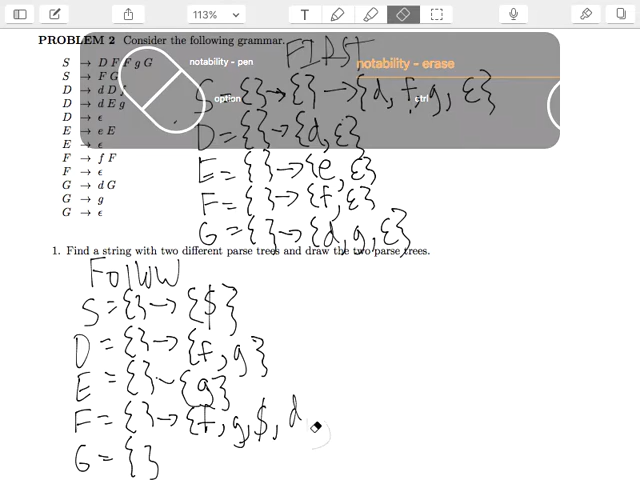 113%
T
PROBLEM 2 Consider the following grammar.
FIRST
notability - pen
notability - erase
option
ctrl
S → D F F g G
S → F G
D → d D f
D → d E g
D → ϵ
E → e E
E → ϵ
F → f F
F → ϵ
G → d G
G → g
G → ϵ
S = {} → {} → {d, f, g, ε}
D = {} → {d, ε}
E = {} → {e, ε}
F = {} → {f, ε}
G = {} → {d, g, ε}
1. Find a string with two different parse trees and draw the two parse trees.
Follow
S = {} → {$}
D = {} → {f, g}
E = {} - {g}
F = {} → {f, g, $, d
G = {}